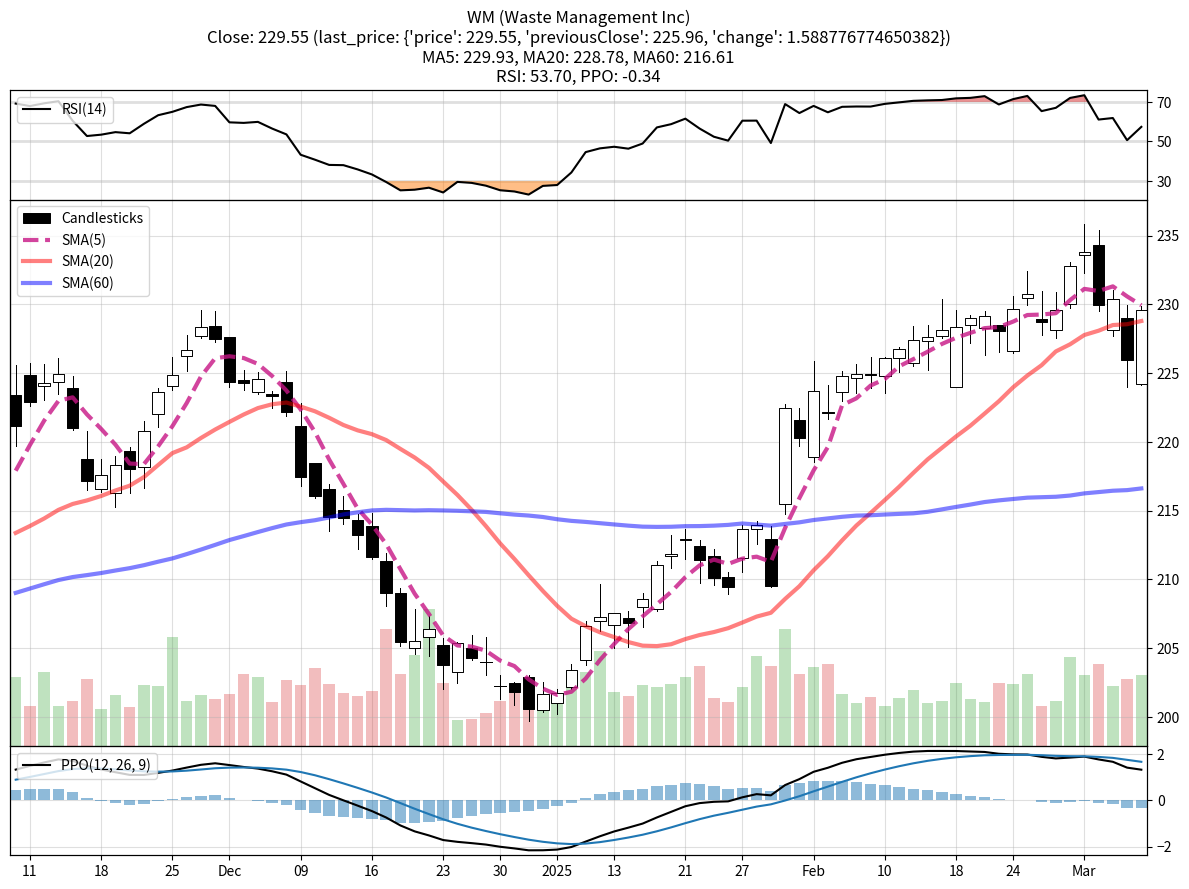 WM (Waste Management Inc)
Close: 229.55 (last_price: {'price': 229.55, 'previousClose': 225.96, 'change': 1.588776774650382})
MA5: 229.93, MA20: 228.78, MA60: 216.61
RSI: 53.70, PPO: -0.34
RSI(14)
70
50
30
Candlesticks
SMA(5)
SMA(20)
SMA(60)
235
230
225
220
215
210
205
200
PPO(12, 26, 9)
2
0
−2
11 18 25 Dec 09 16 23 30 2025 13 21 27 Feb 10 18 24 Mar